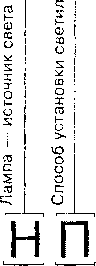 Лампа — источник света
Способ установки светил
Н
П